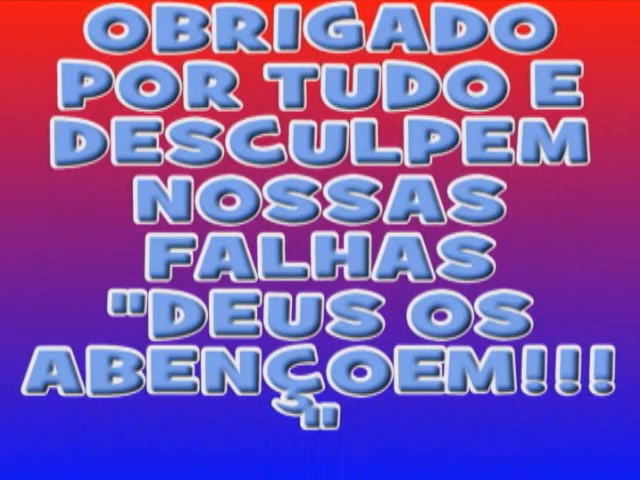 OBRIGADO
POR TUDO E
DESCULPEM
NOSSAS
FALHAS
"DEUS OS
ABENÇOEM!!!
"